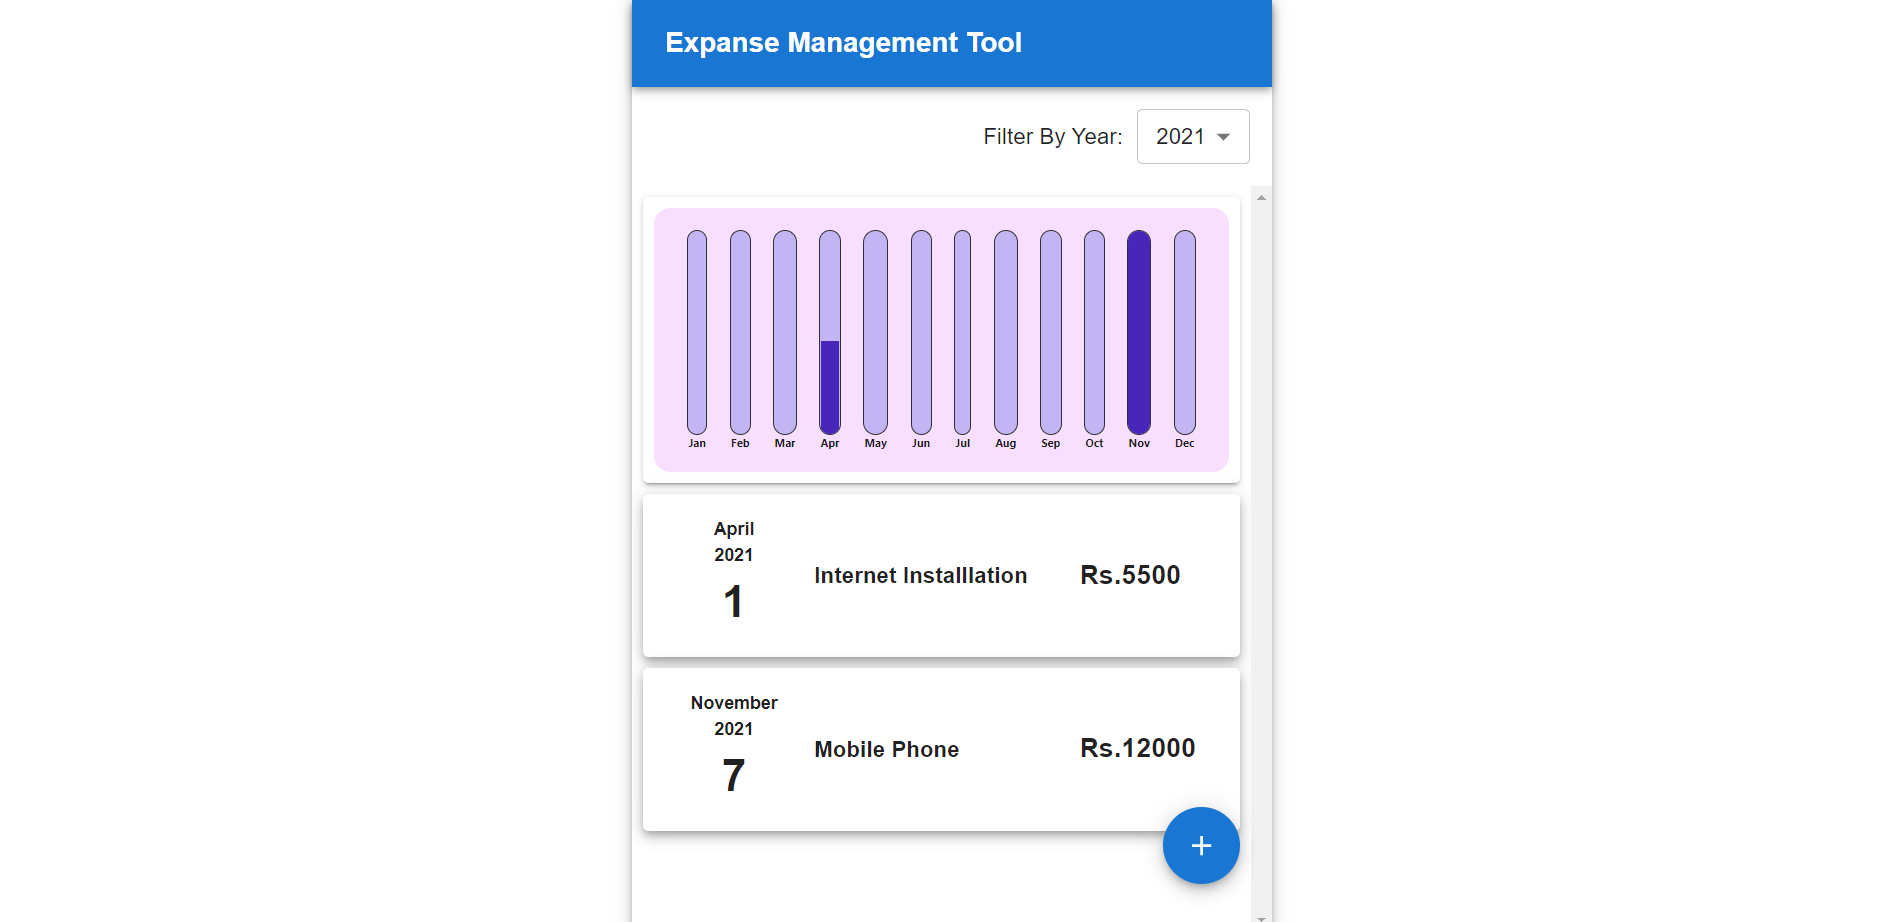 Expanse Management Tool
Filter By Year: 2021
Jan Feb Mar Apr May Jun Jul Aug Sep Oct Nov Dec
April
2021
1
Internet Installlation
Rs.5500
November
2021
7
Mobile Phone
Rs.12000
+